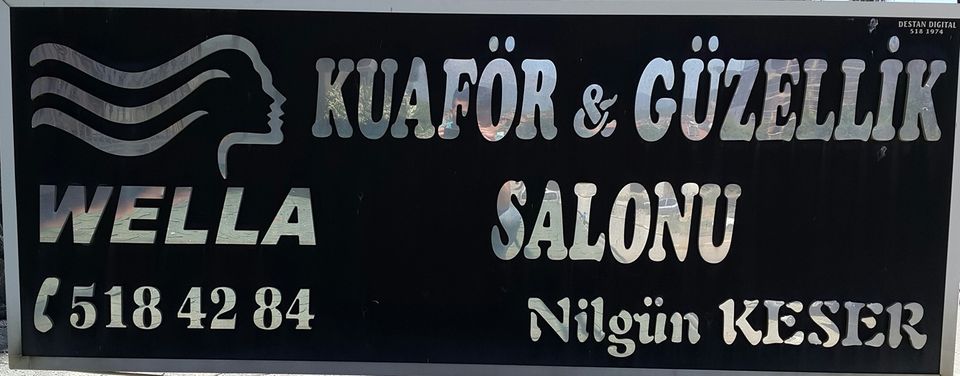 DESTAN DIGITAL
518 1974
KUAFÖR & GÜZELLİK
SALONU
WELLA
518 42 84
Nilgün KESER